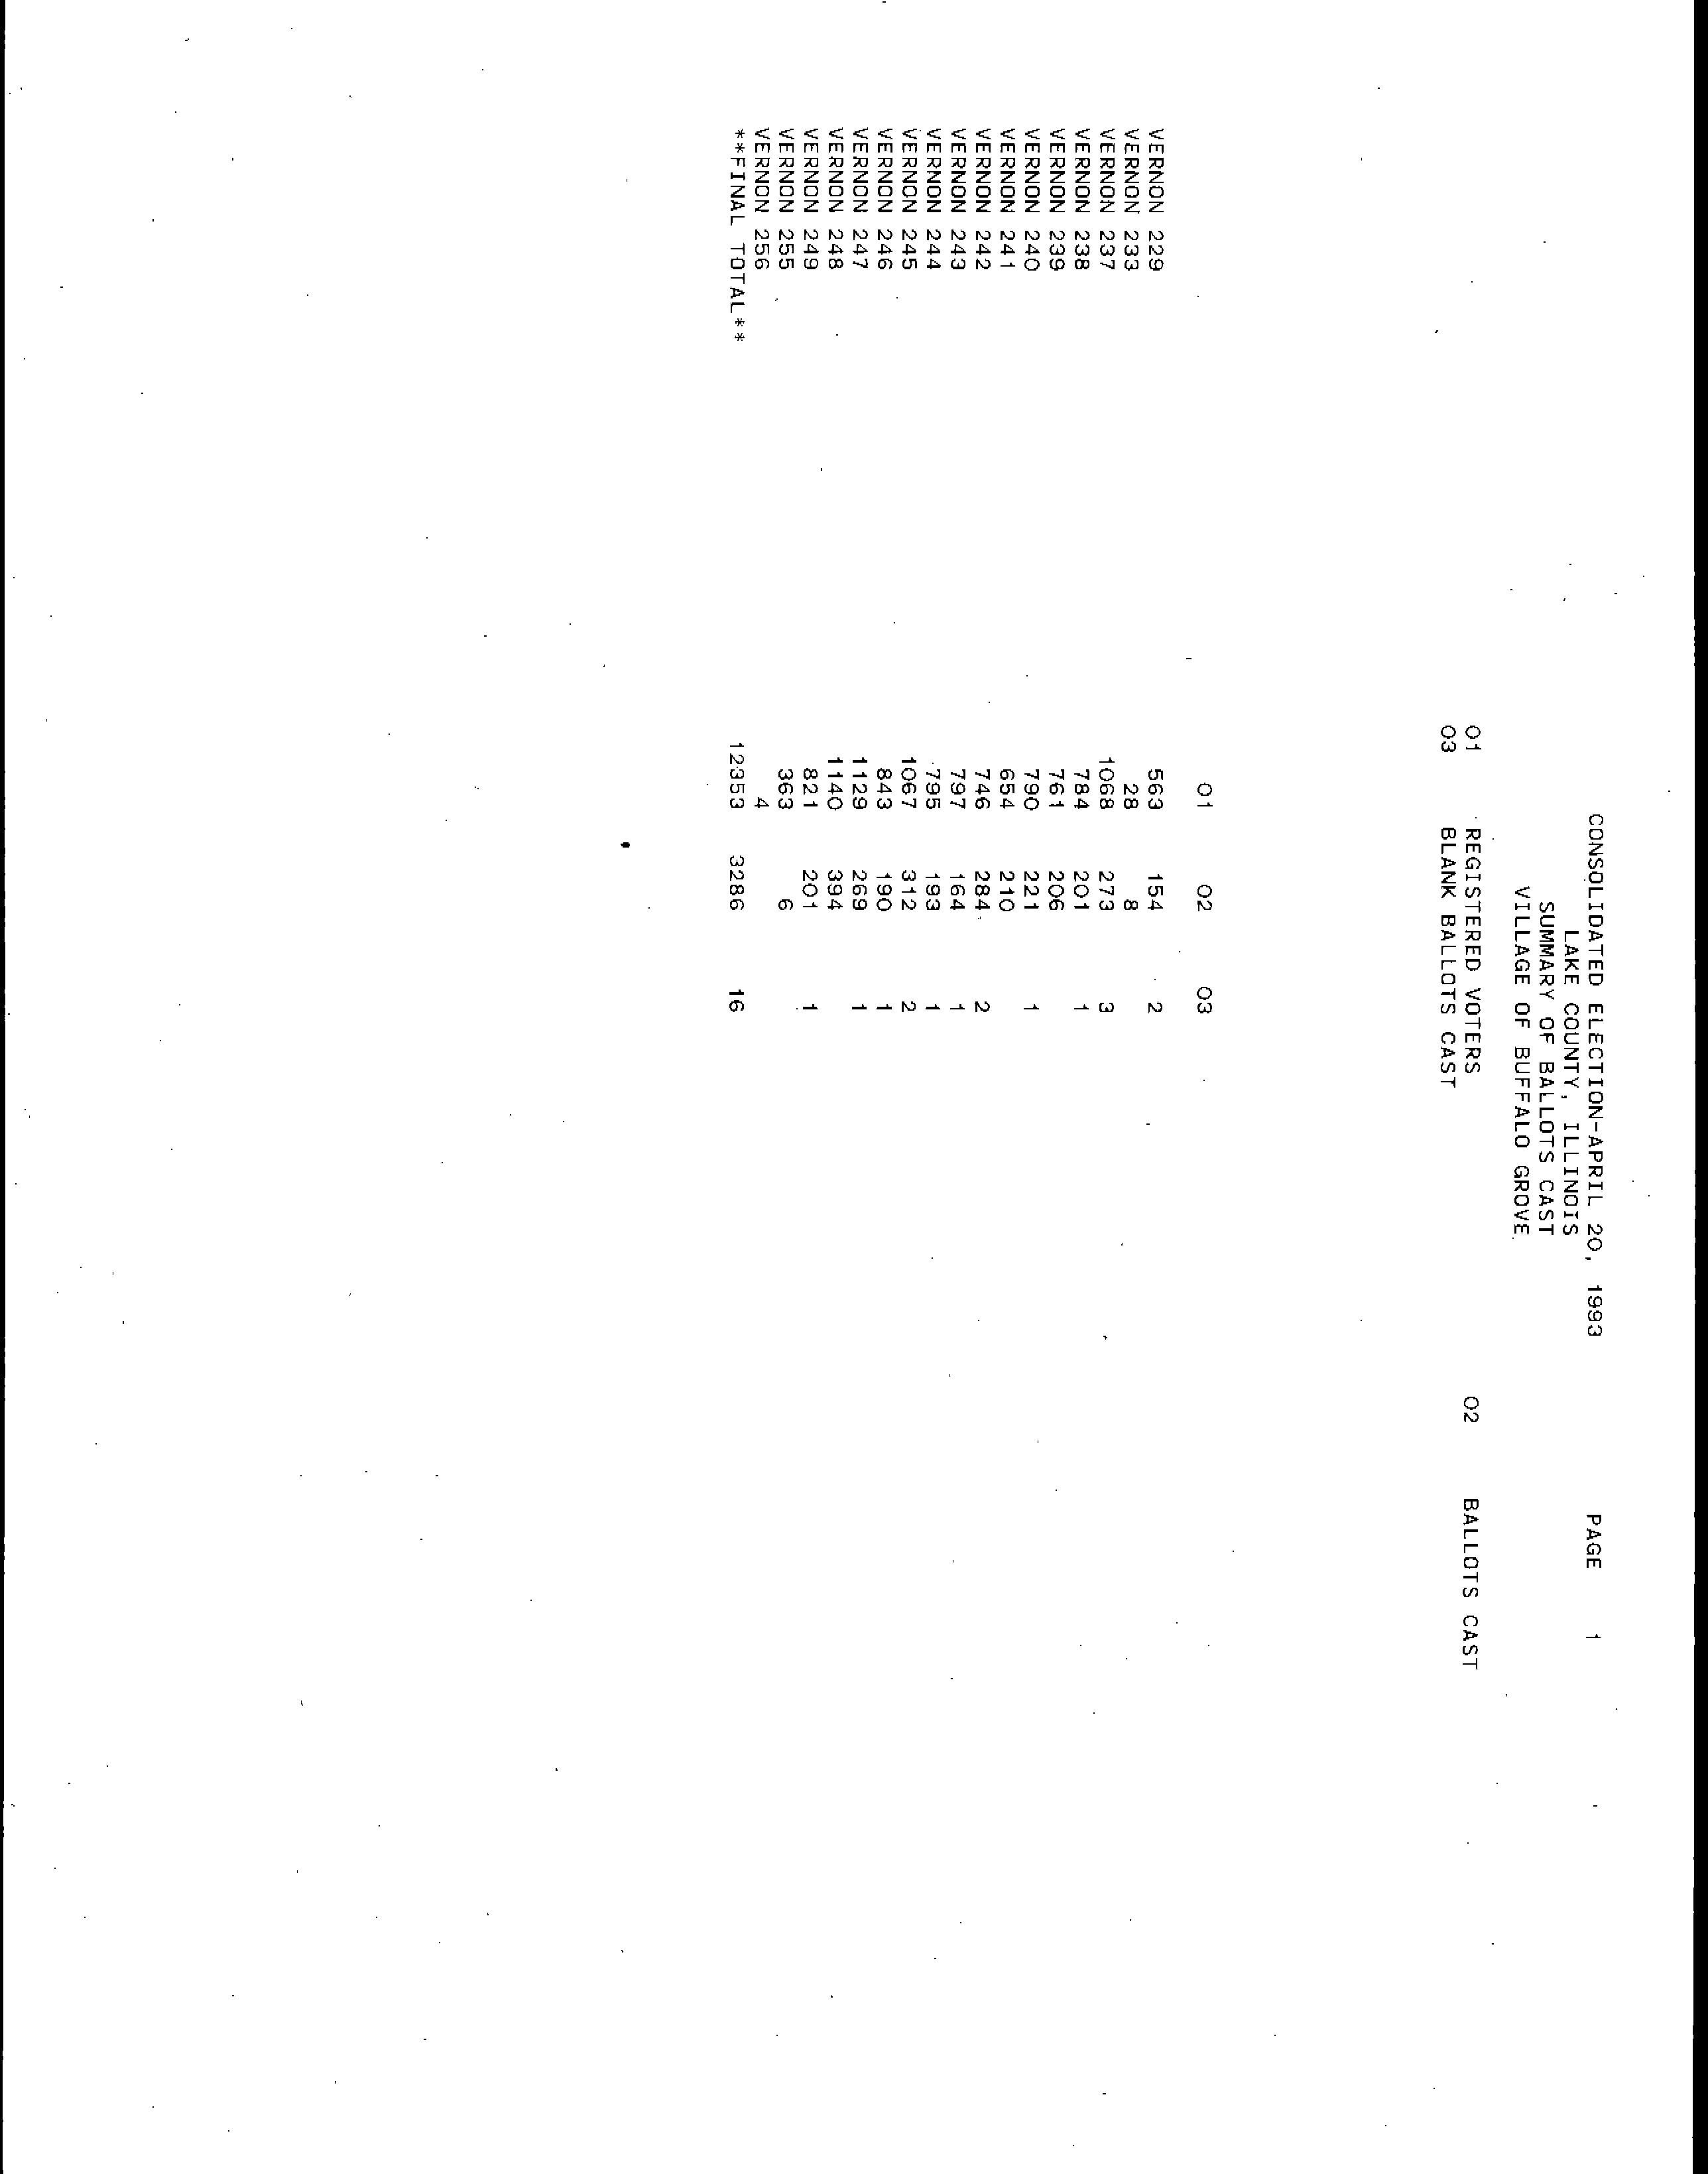 CONSOLIDATED ELECTION-APRIL 20, 1993 PAGE 1
LAKE COUNTY, ILLINOIS
SUMMARY OF BALLOTS CAST
VILLAGE OF BUFFALO GROVE
01 REGISTERED VOTERS 02 BALLOTS CAST
03 BLANK BALLOTS CAST
01 02 03
VERNON 229 563 154 2
VERNON 233 28 8
VERNON 237 1068 273 3
VERNON 238 784 201 1
VERNON 239 761 206
VERNON 240 790 221 1
VERNON 241 654 210
VERNON 242 746 284 2
VERNON 243 797 164 1
VERNON 244 795 193 1
VERNON 245 1067 312 2
VERNON 246 843 190 1
VERNON 247 1129 269 1
VERNON 248 1140 394
VERNON 249 821 201 1
VERNON 255 363 6
VERNON 256 4
**FINAL TOTAL** 12353 3286 16